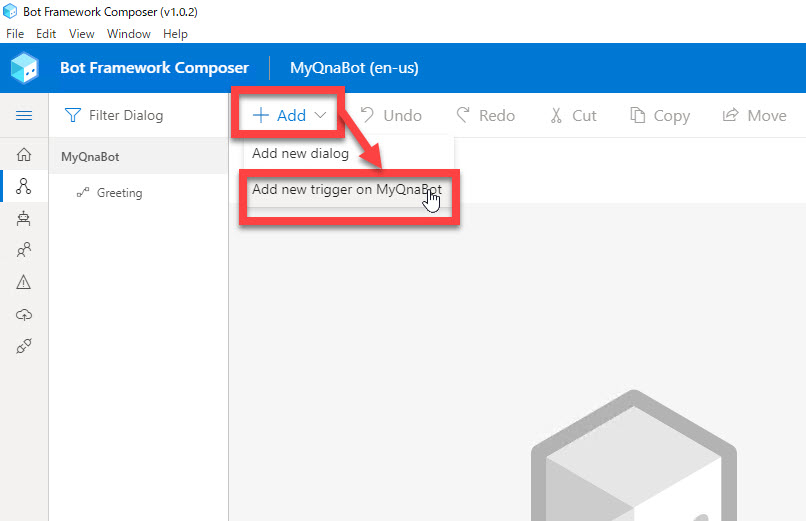 Bot Framework Composer (v1.0.2)
File Edit View Window Help
Bot Framework Composer MyQnaBot (en-us)
Filter Dialog + Add Undo Redo Cut Copy Move
Add new dialog
MyQnaBot
Add new trigger on MyQnaBot
Greeting